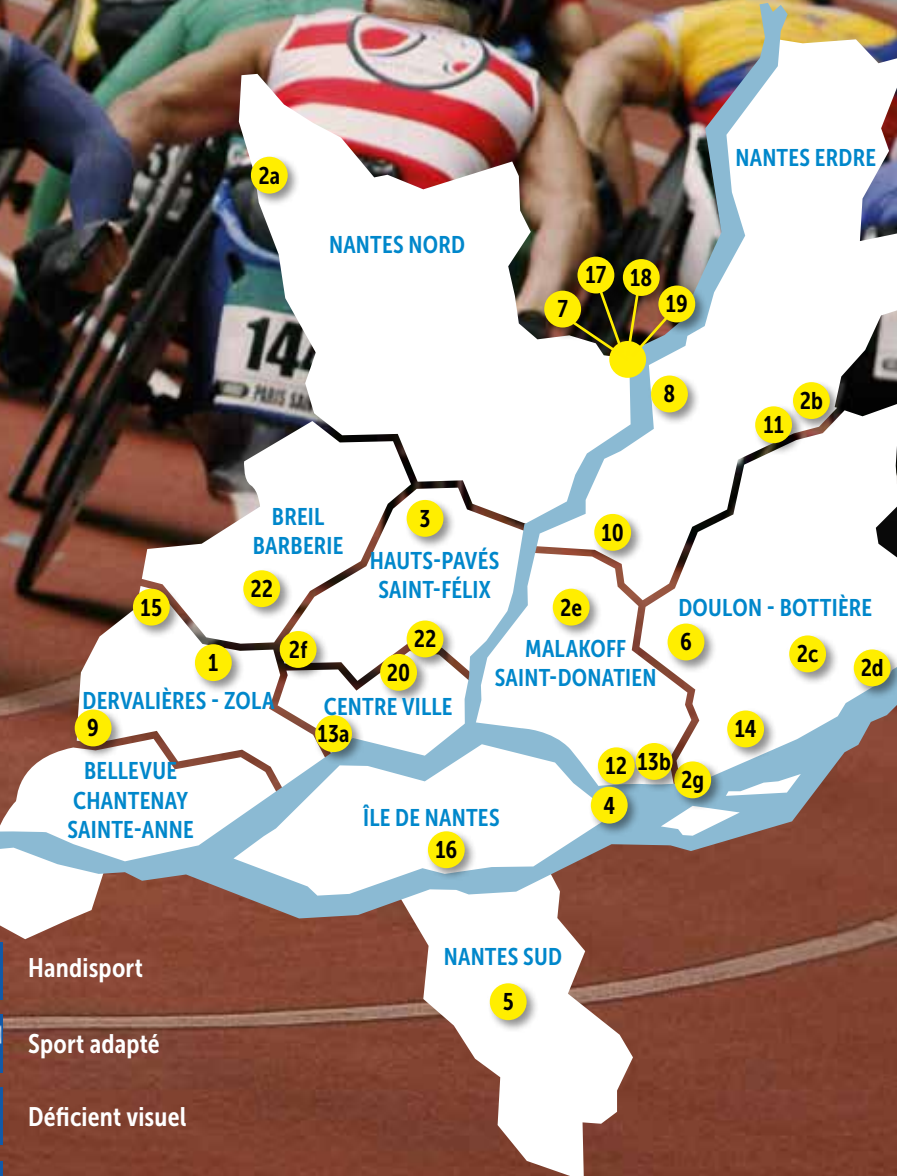 NANTES ERDRE
2a
NANTES NORD
17
18
7
19
8
2b
11
BREIL
BARBERIE
3
10
HAUTS-PAVÉS
SAINT-FÉLIX
22
15
2e
DOULON - BOTTIÈRE
MALAKOFF
SAINT-DONATIEN
6
2c
2d
1
2f
22
20
DERVALIÈRES - ZOLA
CENTRE VILLE
9
13a
14
BELLEVUE
CHANTENAY
SAINTE-ANNE
12
13b
2g
4
ÎLE DE NANTES
16
NANTES SUD
5
Handisport
Sport adapté
Déficient visuel